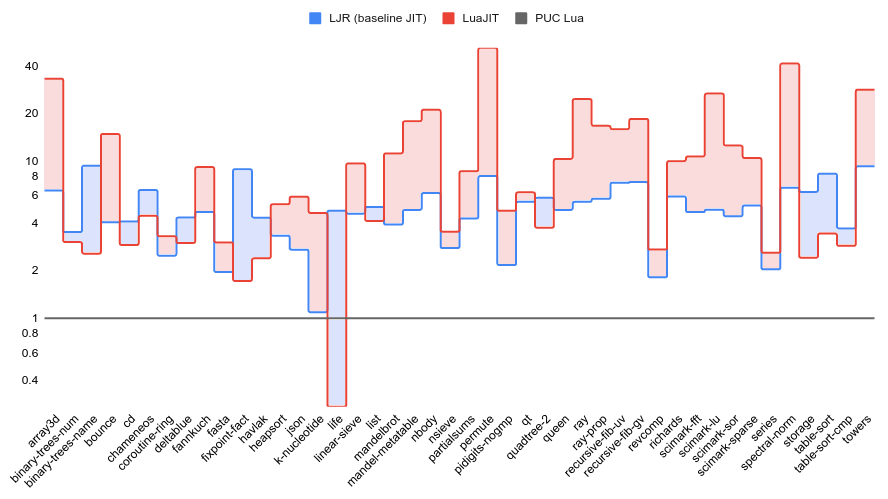 LJR (baseline JIT) LuaJIT PUC Lua
40
20
10
8
6
4
2
1
0.8
0.6
0.4
array3d
binary-trees-num
binary-trees-name
bounce
cd
chameneos
coroutine-ring
deltablue
fannkuch
fasta
fixpoint-fact
havlak
heapsort
json
k-nucleotide
life
linear-sieve
list
mandelbrot
mandel-metatable
nbody
nsieve
partialsums
permute
pidigits-nogmp
qt
quadtree-2
queen
ray
ray-prop
recursive-fib-uv
recursive-fib-gv
revcomp
richards
scimark-fft
scimark-lu
scimark-sor
scimark-sparse
series
spectral-norm
storage
table-sort
table-sort-cmp
towers